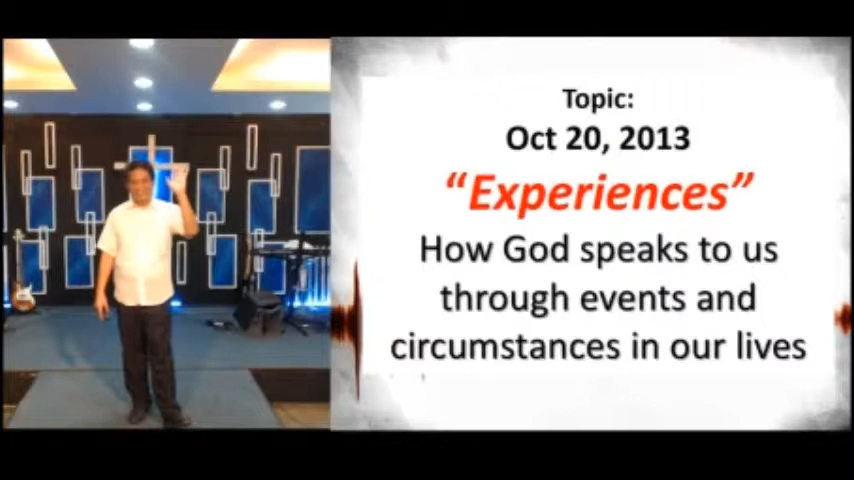 Topic:
Oct 20, 2013
“Experiences”
How God speaks to us
through events and
circumstances in our lives